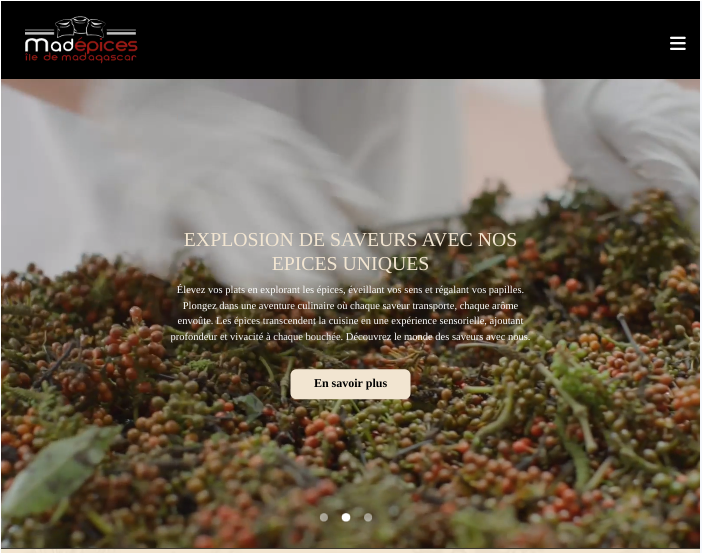 Madépices
ile de madagascar
EXPLOSION DE SAVEURS AVEC NOS
EPICES UNIQUES
Élevez vos plats en explorant les épices, éveillant vos sens et régalant vos papilles.
Plongez dans une aventure culinaire où chaque saveur transporte, chaque arôme
envoûte. Les épices transcendent la cuisine en une expérience sensorielle, ajoutant
profondeur et vivacité à chaque bouchée. Découvrez le monde des saveurs avec nous.
En savoir plus